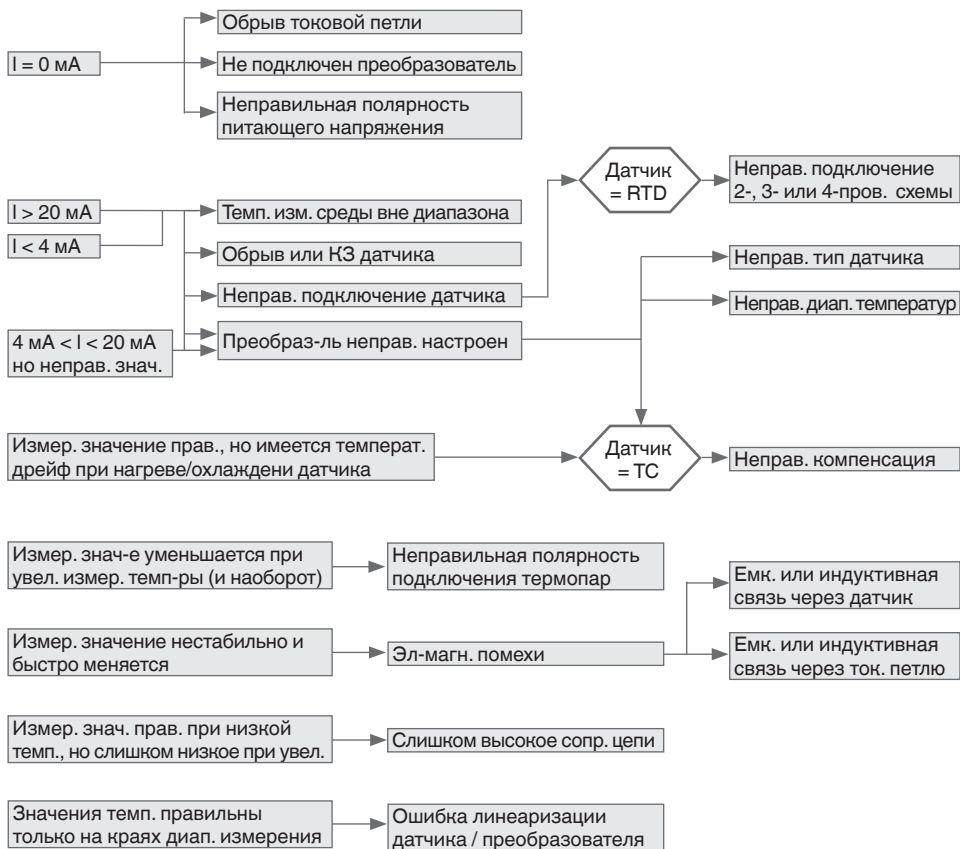 Обрыв токовой петли
I = 0 мА
Не подключен преобразователь
Неправильная полярность
питающего напряжения
Датчик
= RTD
Неправ. подключение
2-, 3- или 4-пров. схемы
I > 20 мА
I < 4 мА
Темп. изм. среды вне диапазона
Обрыв или КЗ датчика
Неправ. тип датчика
Неправ. подключение датчика
Неправ. диап. температур
4 мА < I < 20 мА
но неправ. знач.
Преобраз-ль неправ. настроен
Измер. значение прав., но имеется температ.
дрейф при нагреве/охлаждени датчика
Датчик
= TC
Неправ. компенсация
Измер. знач-е уменьшается при
увел. измер. темп-ры (и наоборот)
Неправильная полярность
подключения термопар
Емк. или индуктивная
связь через датчик
Измер. значение нестабильно и
быстро меняется
Эл-магн. помехи
Емк. или индуктивная
связь через ток. петлю
Измер. знач. прав. при низкой
темп., но слишком низкое при увел.
Слишком высокое сопр. цепи
Значения темп. правильны
только на краях диап. измерения
Ошибка линеаризации
датчика / преобразователя